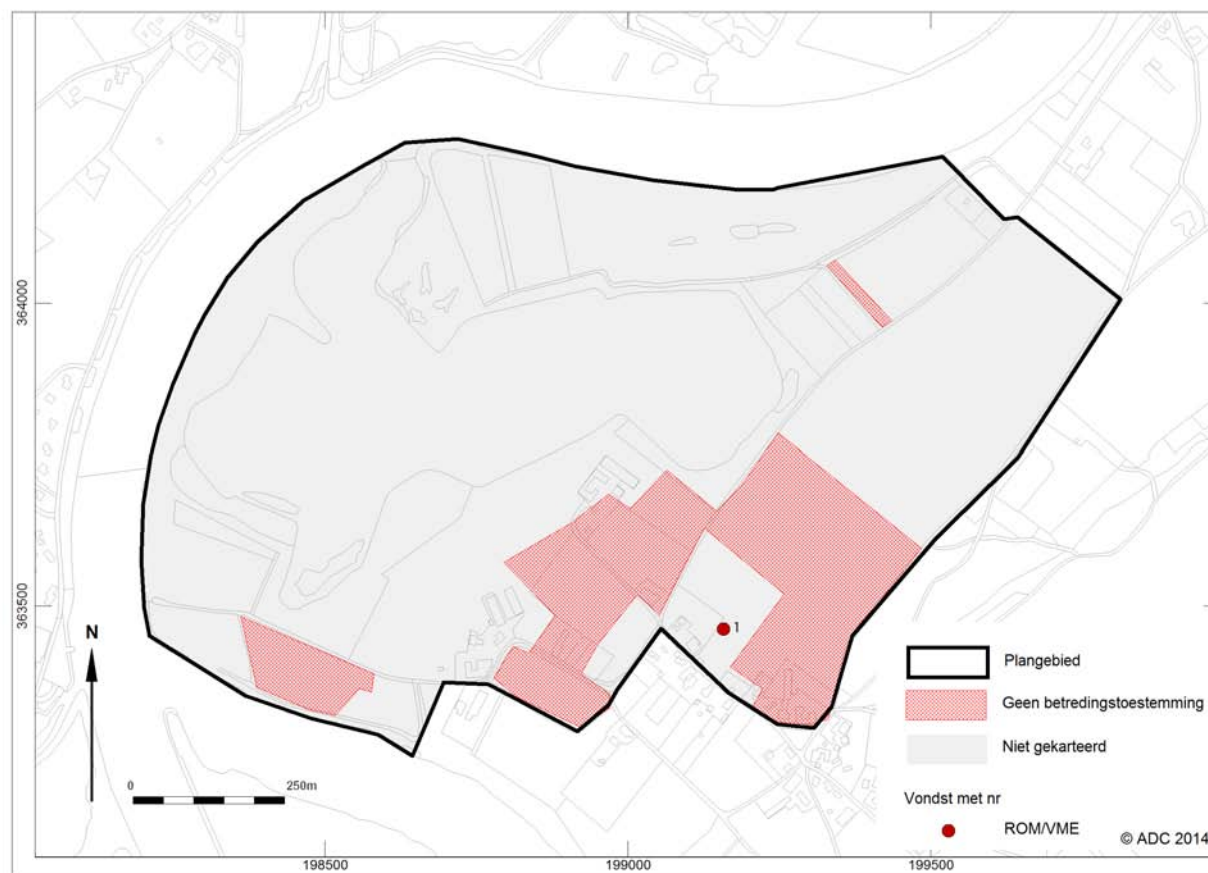 364000
363500
N
0 250m
1
198500 199000 199500
Plangebied
Geen betredingstoestemming
Niet gekarteerd
Vondst met nr
ROM/VME
© ADC 2014